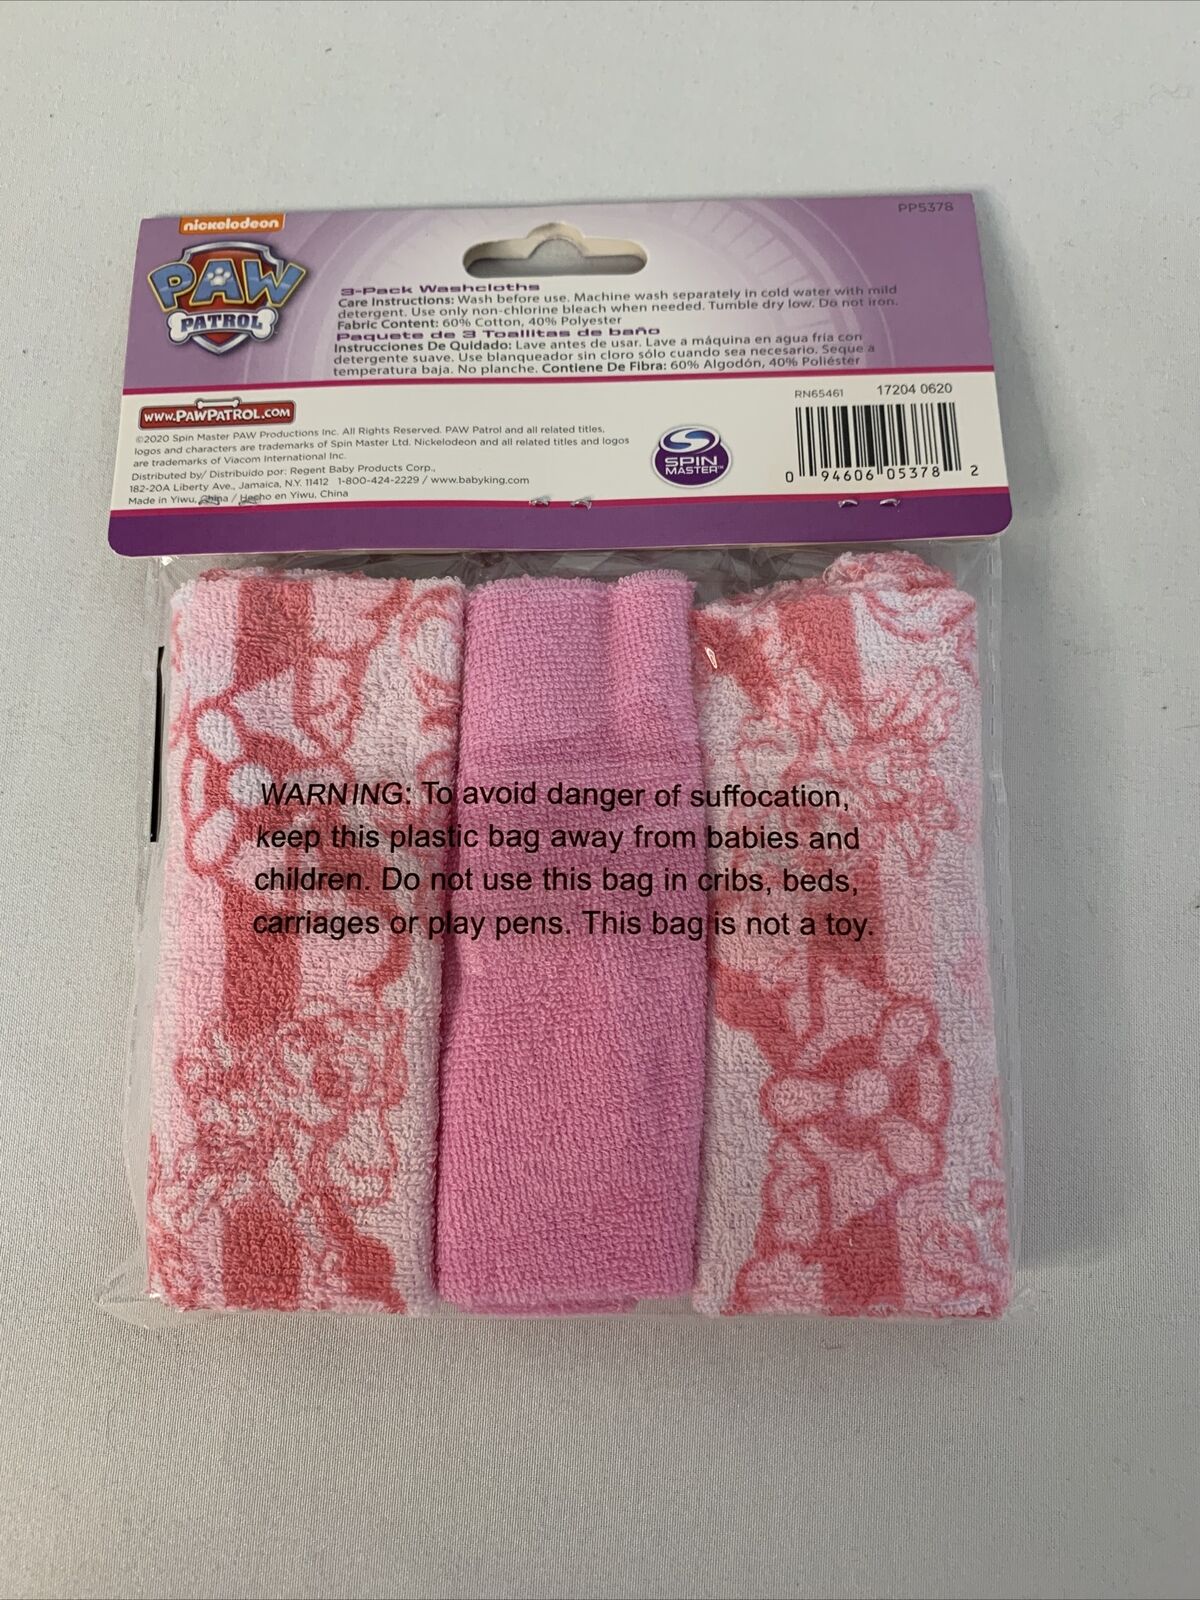 PP5378
nickelodeon
PAW
PATROL
3-Pack Washcloths
Care Instructions: Wash before use. Machine wash separately in cold water with mild
detergent. Use only non-chlorine bleach when needed. Tumble dry low. Do not iron.
Fabric Content: 60% Cotton, 40% Polyester
Paquete de 3 Toallitas de baño
Instrucciones De Quidado: Lave antes de usar. Lave a máquina en agua fría con
detergente suave. Use blanqueador sin cloro sólo cuando sea necesario. Seque a
temperatura baja. No planche. Contiene De Fibra: 60% Algodón, 40% Poliéster
www.PAWPATROL.COM
©2020 Spin Master PAW Productions Inc. All Rights Reserved. PAW Patrol and all related titles,
logos and characters are trademarks of Spin Master Ltd. Nickelodeon and all related titles and logos
are trademarks of Viacom International Inc.
Distributed by/ Distribuido por: Regent Baby Products Corp.,
182-20A Liberty Ave., Jamaica, N.Y. 11412 1-800-424-2229 / www.babyking.com
Made in Yiwu, China / Hecho en Yiwu, China
SPIN
MASTER™
RN65461 17204 0620
0 94606 05378 2
WARNING: To avoid danger of suffocation,
keep this plastic bag away from babies and
children. Do not use this bag in cribs, beds,
carriages or play pens. This bag is not a toy.